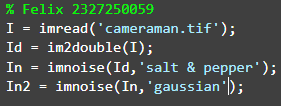 % Felix 2327250059
I = imread('cameraman.tif');
Id = im2double(I);
In = imnoise(Id,'salt & pepper');
In2 = imnoise(In,'gaussian');